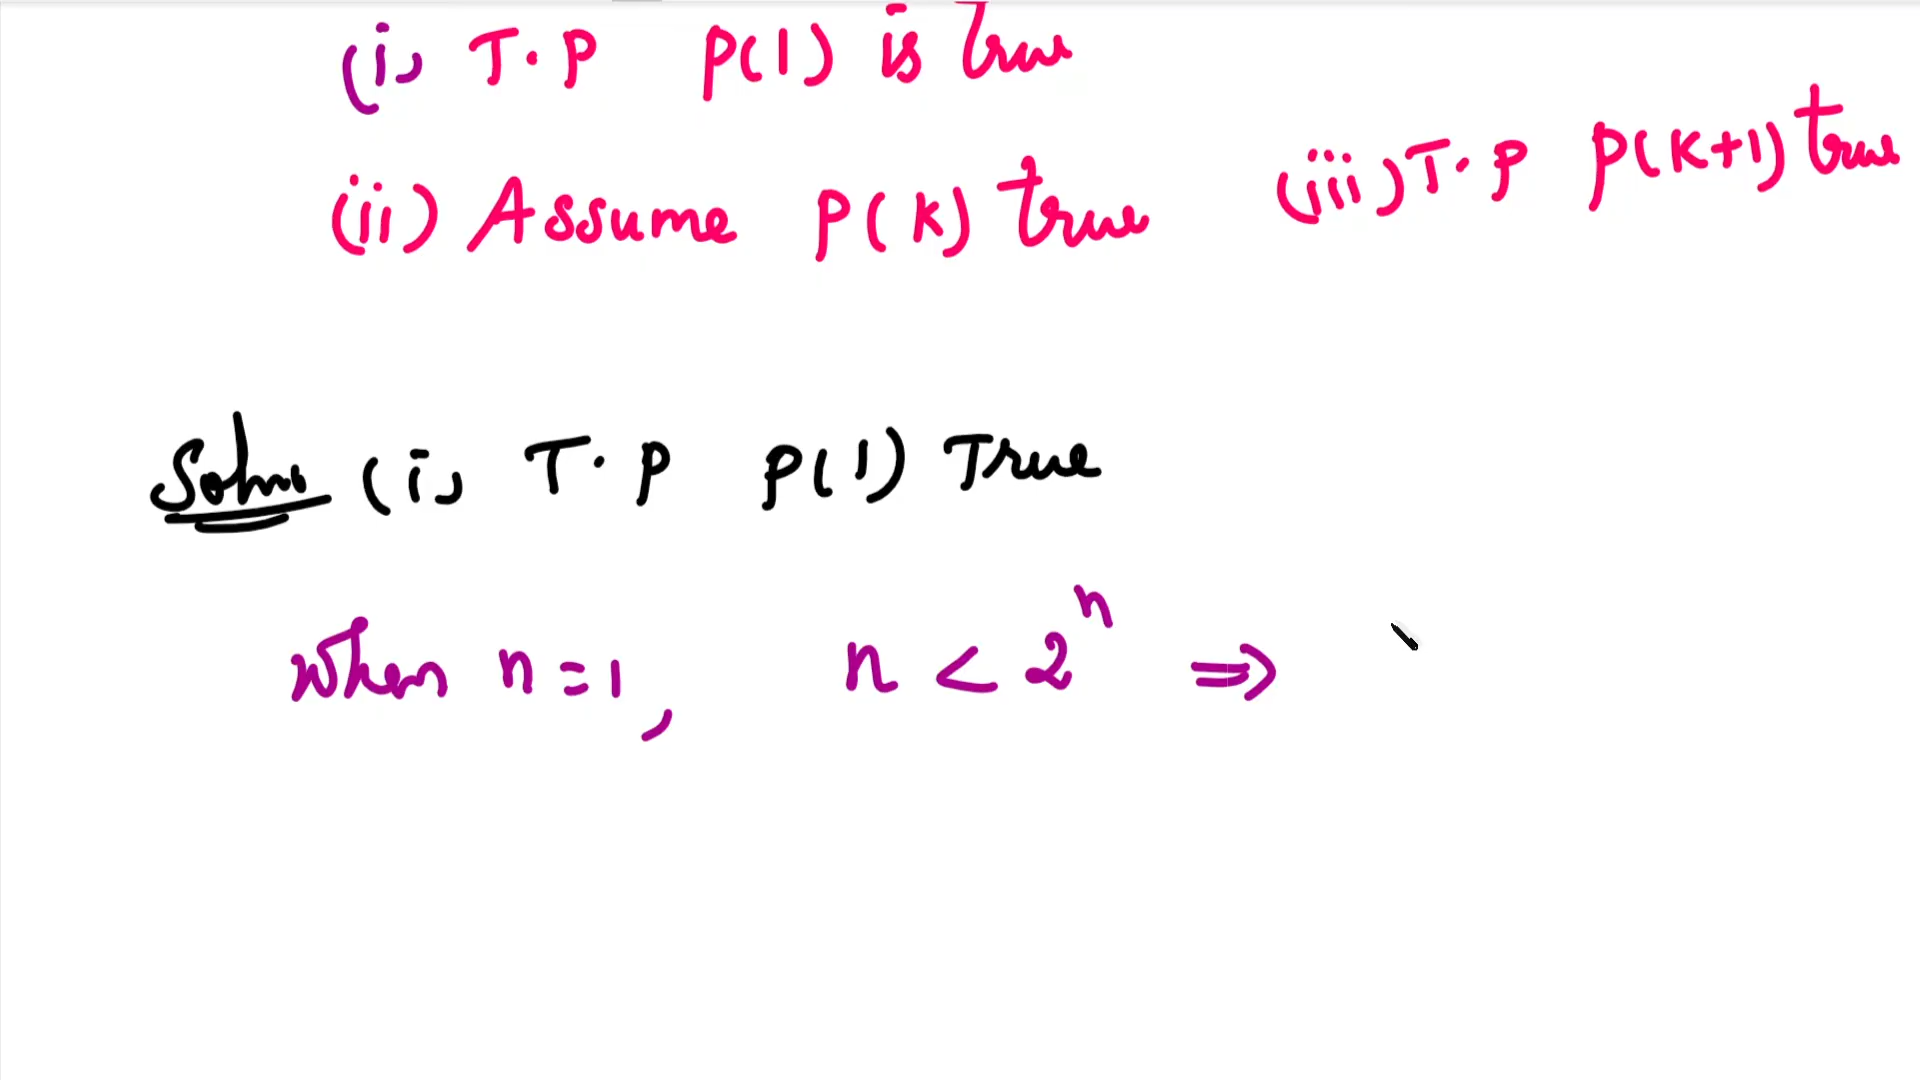 (i) T.P P(1) is True
(ii) Assume P(K) true (iii) T.P P(K+1) true
Soln (i) T.P P(1) True
When n=1, n < 2^n ⇒